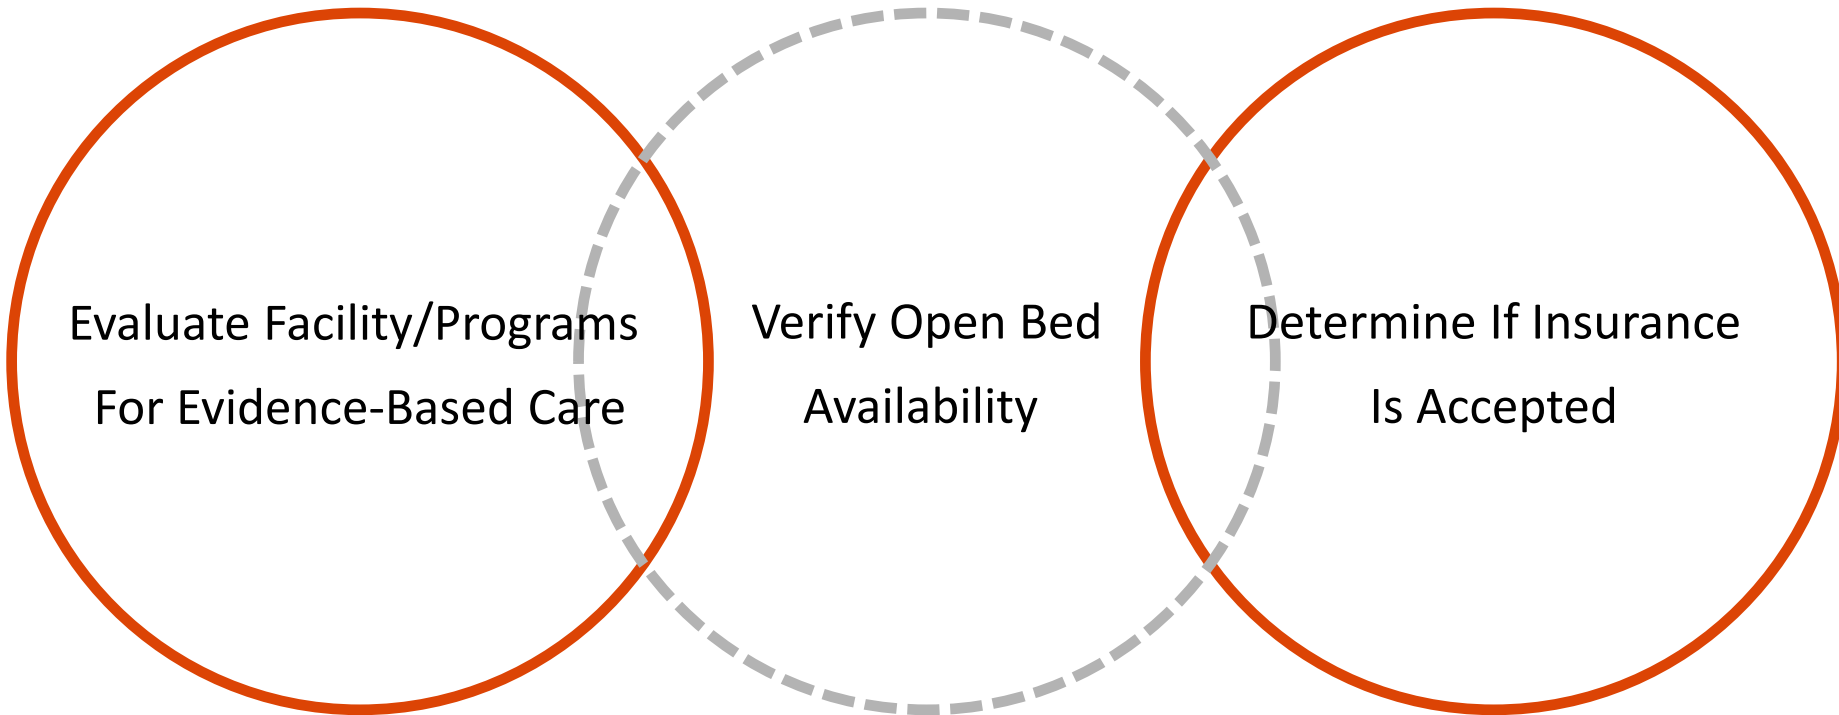 Evaluate Facility/Programs
For Evidence-Based Care
Verify Open Bed
Availability
Determine If Insurance
Is Accepted